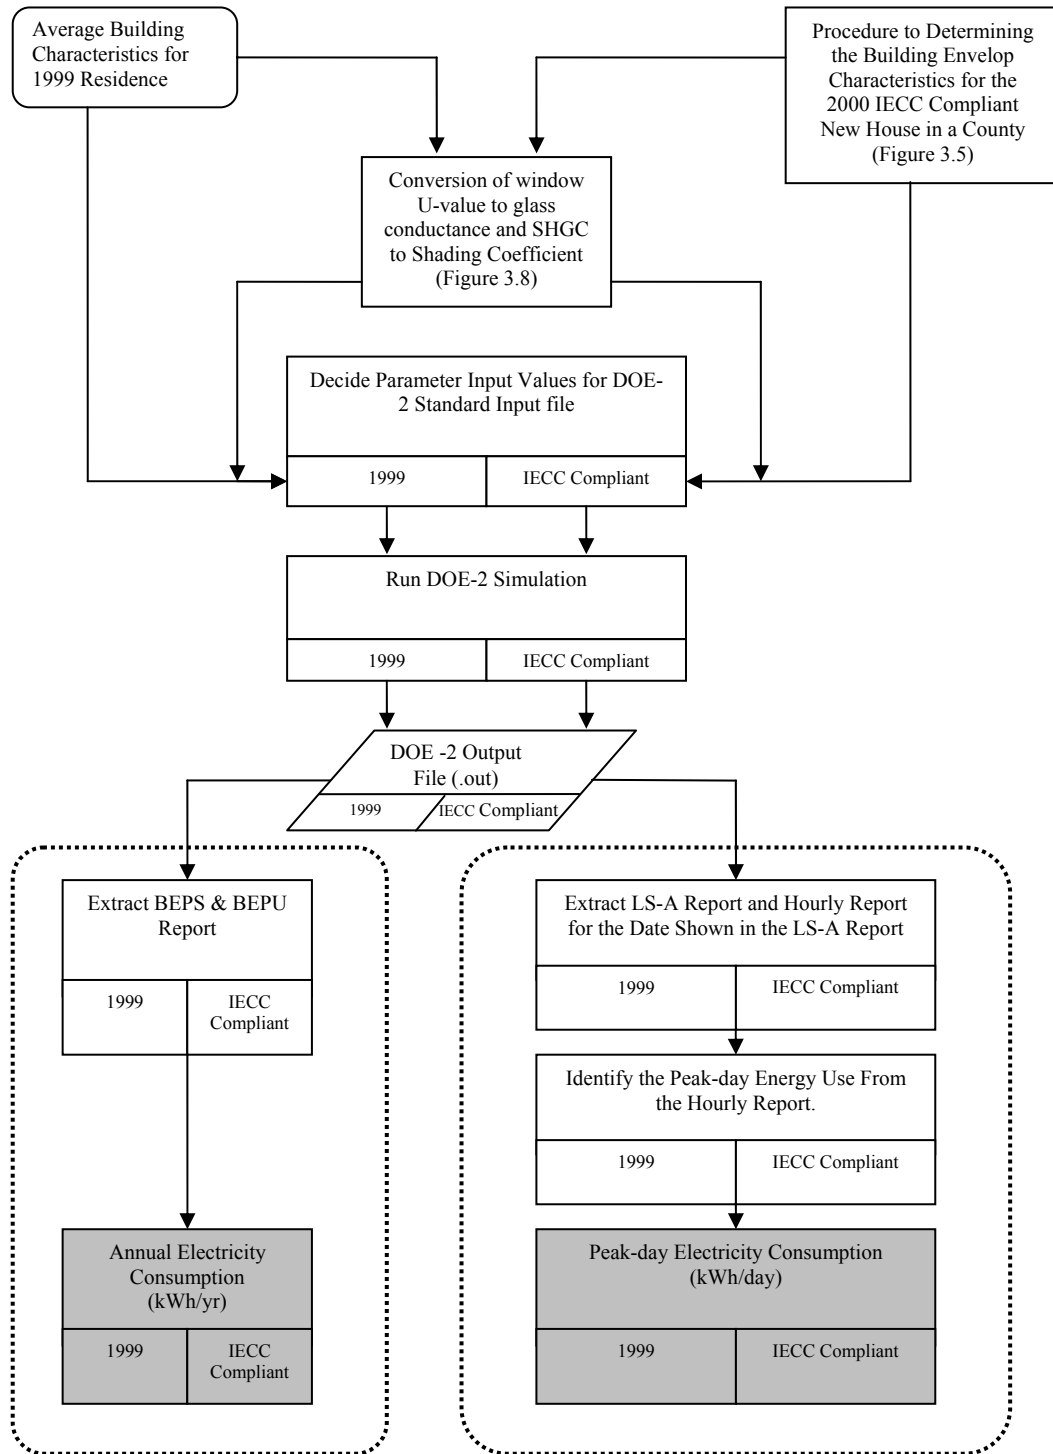 Average Building
Characteristics for
1999 Residence
Procedure to Determining
the Building Envelop
Characteristics for the
2000 IECC Compliant
New House in a County
(Figure 3.5)
Conversion of window
U-value to glass
conductance and SHGC
to Shading Coefficient
(Figure 3.8)
Decide Parameter Input Values for DOE-
2 Standard Input file
1999
IECC Compliant
Run DOE-2 Simulation
1999
IECC Compliant
DOE -2 Output
File (.out)
1999
IECC Compliant
Extract BEPS & BEPU
Report
1999
IECC
Compliant
Annual Electricity
Consumption
(kWh/yr)
1999
IECC
Compliant
Extract LS-A Report and Hourly Report
for the Date Shown in the LS-A Report
1999
IECC Compliant
Identify the Peak-day Energy Use From
the Hourly Report.
1999
IECC Compliant
Peak-day Electricity Consumption
(kWh/day)
1999
IECC Compliant